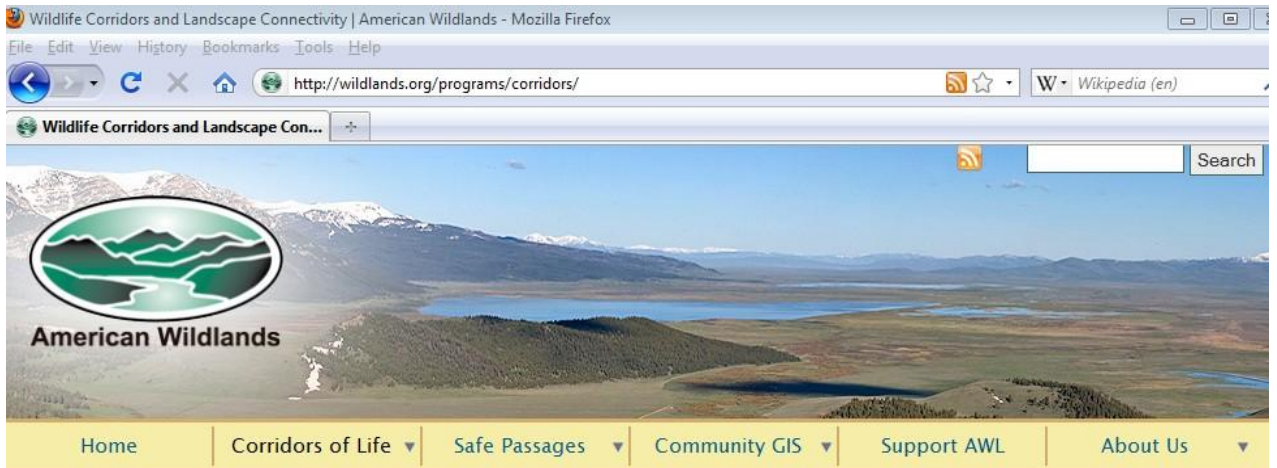 Wildlife Corridors and Landscape Connectivity | American Wildlands - Mozilla Firefox
File Edit View History Bookmarks Tools Help
http://wildlands.org/programs/corridors/ W Wikipedia (en)
Wildlife Corridors and Landscape Con...
Search
American Wildlands
Home Corridors of Life Safe Passages Community GIS Support AWL About Us